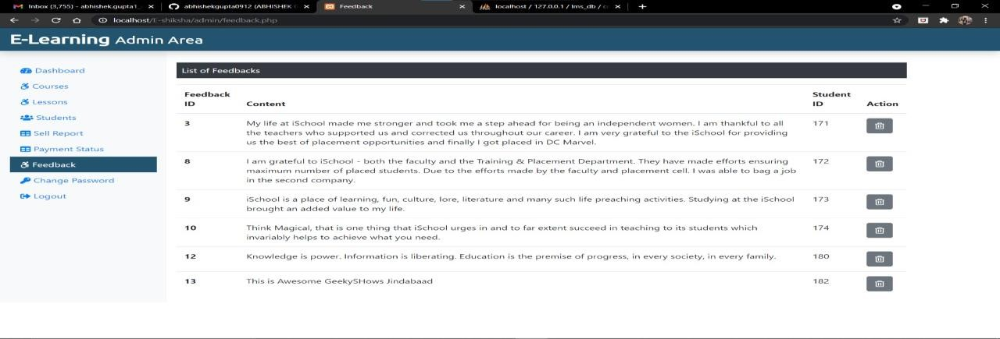 Inbox (3,755) - abhishek.gupta1
abhishekgupta0912 (ABHISHEK
Feedback
localhost / 127.0.0.1 / lms_db /
localhost/E-shiksha/admin/feedback.php
E-Learning Admin Area
Dashboard
Courses
Lessons
Students
Sell Report
Payment Status
Feedback
Change Password
Logout
List of Feedbacks
Feedback ID Content Student ID Action
3 My life at iSchool made me stronger and took me a step ahead for being an independent women. I am thankful to all 171
the teachers who supported us and corrected us throughout our career. I am very grateful to the iSchool for providing
us the best of placement opportunities and finally I got placed in DC Marvel.
8 I am grateful to iSchool - both the faculty and the Training & Placement Department. They have made efforts ensuring 172
maximum number of placed students. Due to the efforts made by the faculty and placement cell. I was able to bag a job
in the second company.
9 iSchool is a place of learning, fun, culture, lore, literature and many such life preaching activities. Studying at the iSchool 173
brought an added value to my life.
10 Think Magical, that is one thing that iSchool urges in and to far extent succeed in teaching to its students which 174
invariably helps to achieve what you need.
12 Knowledge is power. Information is liberating. Education is the premise of progress, in every society, in every family. 180
13 This is Awesome GeekySHows Jindabaad 182